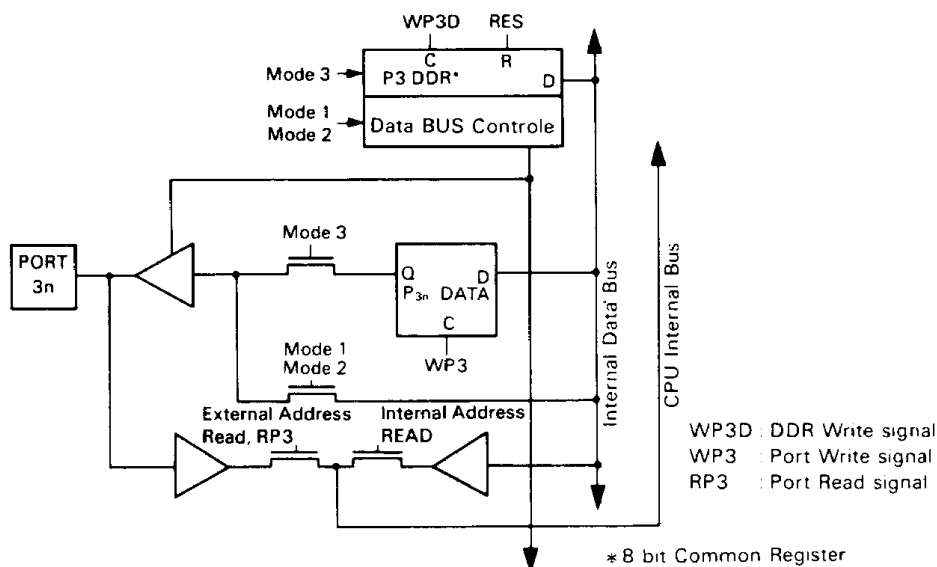 WP3D RES
C R
Mode 3
P3 DDR*
D
Mode 1
Mode 2
Data BUS Controle
Mode 3
PORT
3n
Q D
P3n DATA
C
WP3
Mode 1
Mode 2
External Address
Read, RP3
Internal Address
READ
Internal Data Bus
CPU Internal Bus
WP3D : DDR Write signal
WP3 : Port Write signal
RP3 : Port Read signal
*8 bit Common Register